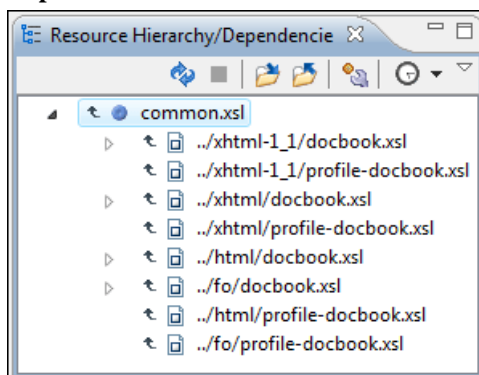 Resource Hierarchy/Dependencie
common.xsl
../xhtml-1_1/docbook.xsl
../xhtml-1_1/profile-docbook.xsl
../xhtml/docbook.xsl
../xhtml/profile-docbook.xsl
../html/docbook.xsl
../fo/docbook.xsl
../html/profile-docbook.xsl
../fo/profile-docbook.xsl